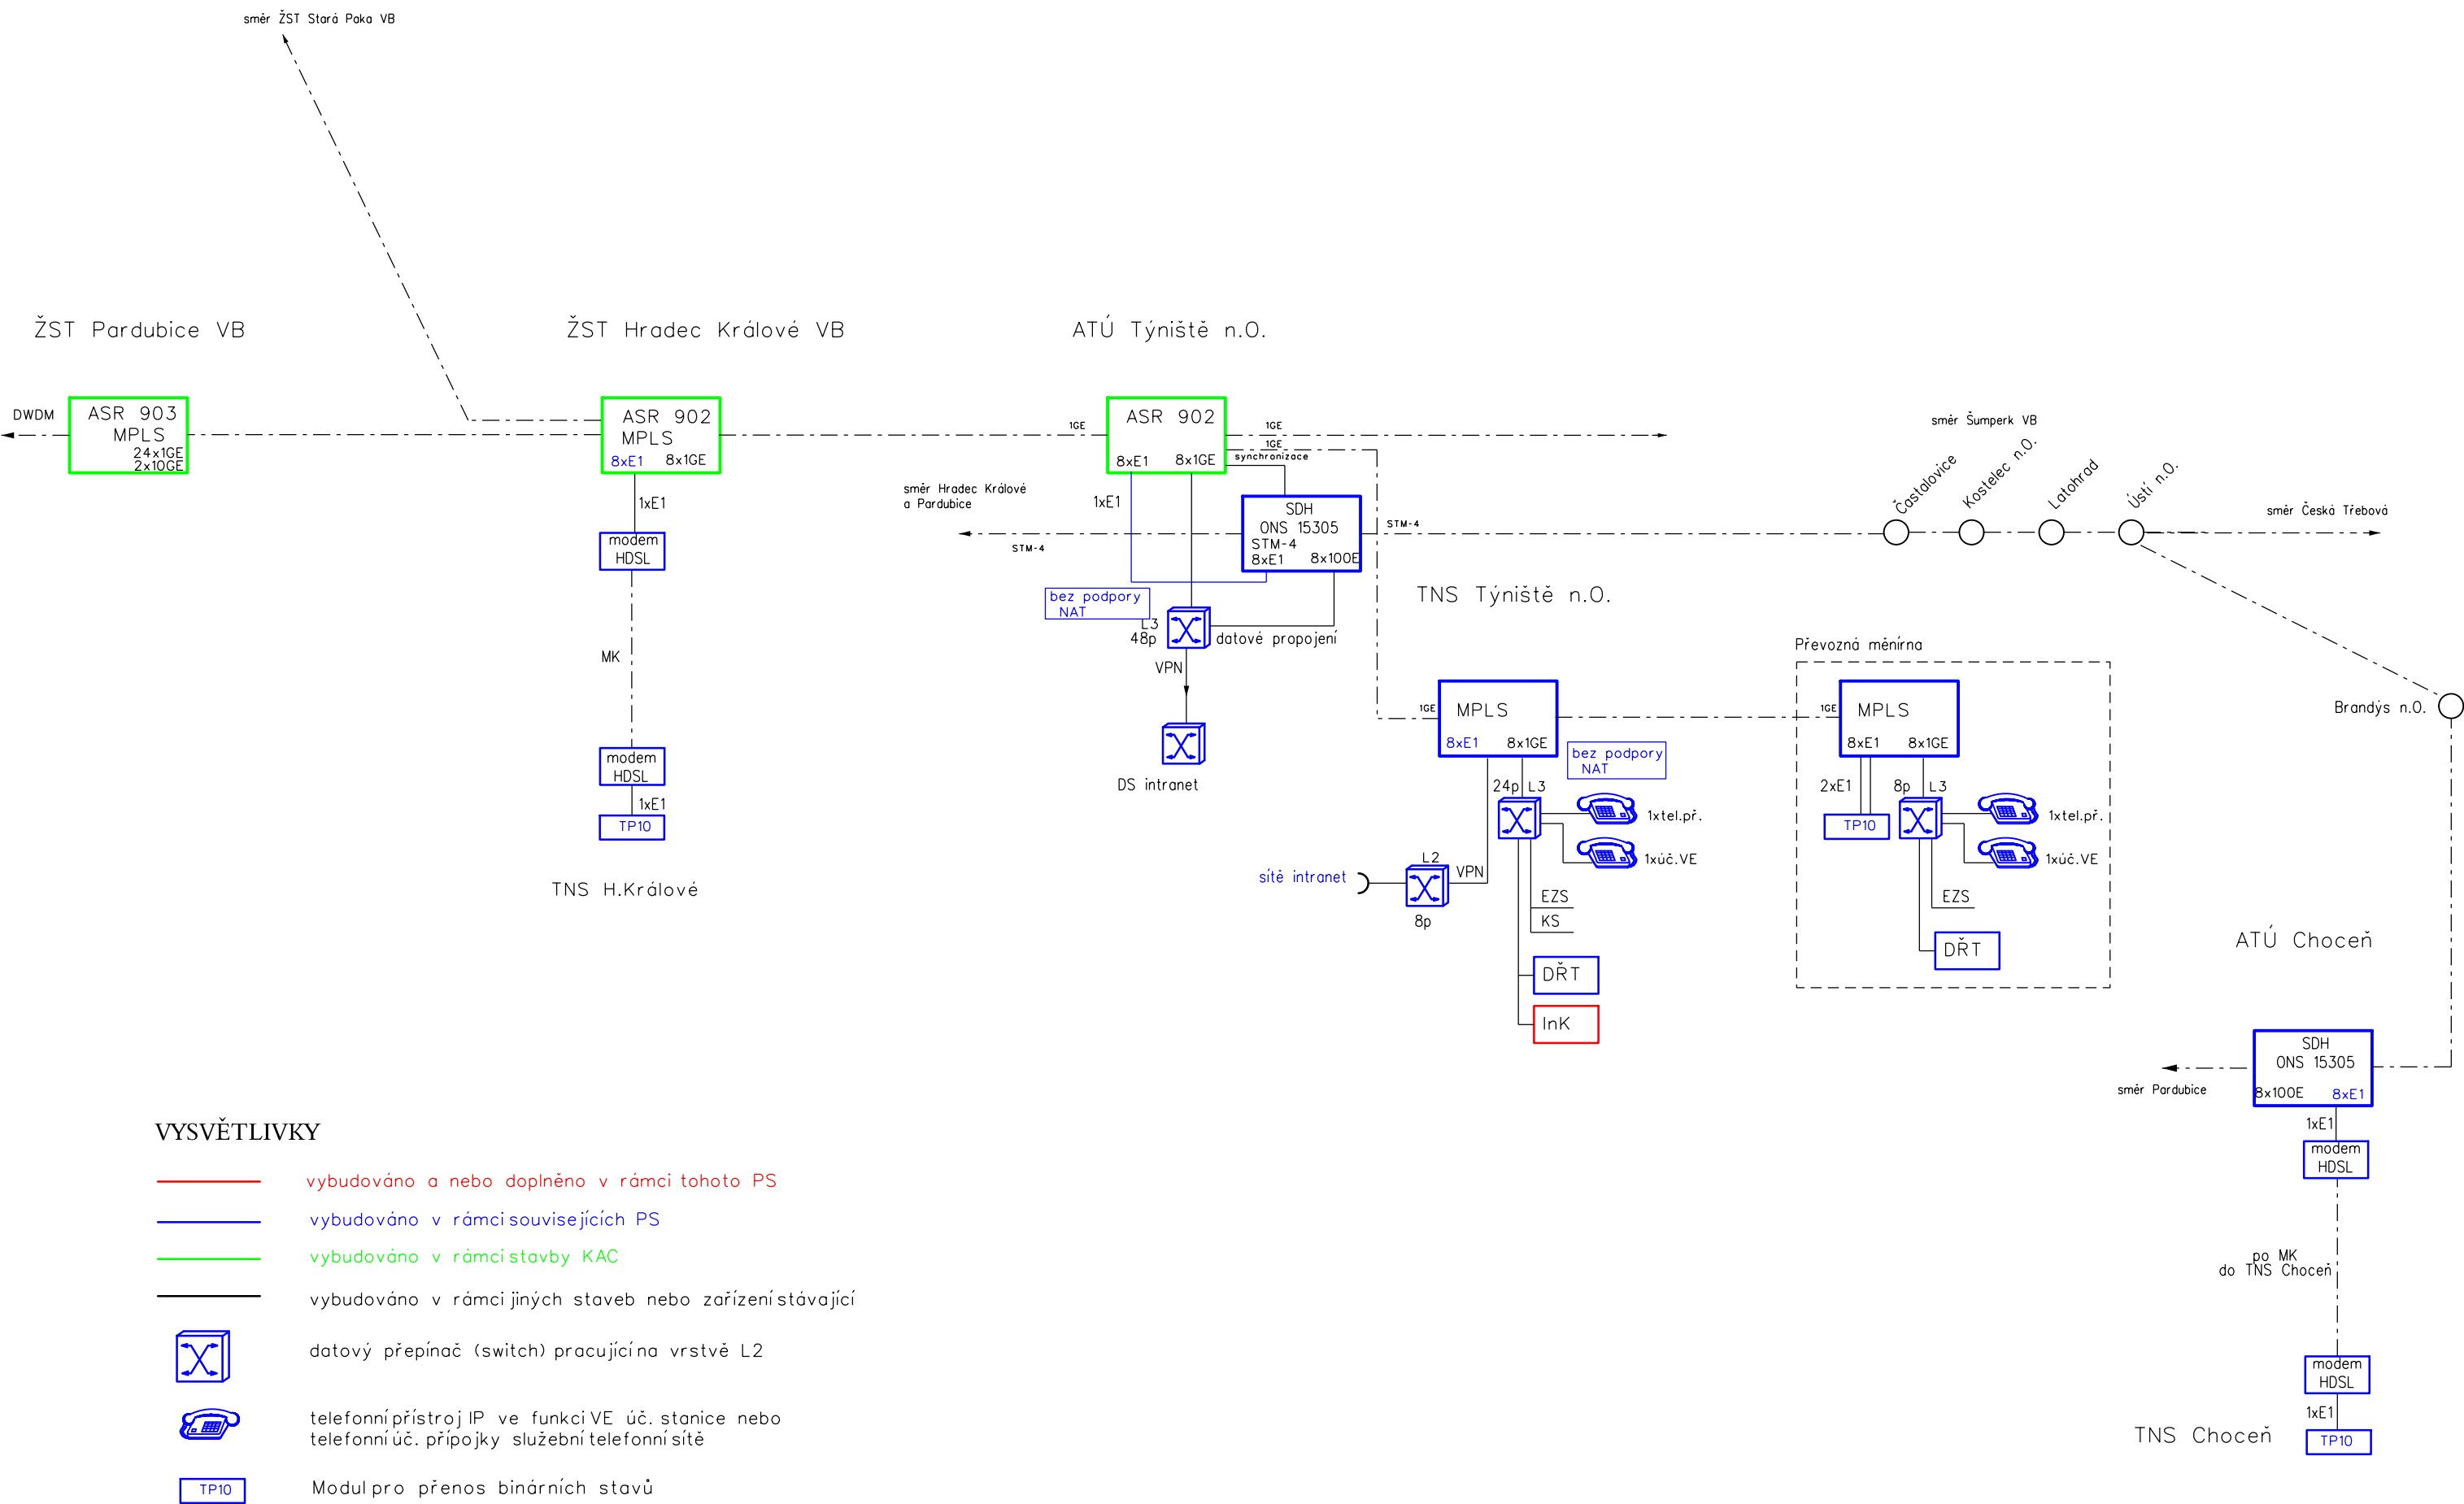 směr ŽST Stará Paka VB
ŽST Pardubice VB
ŽST Hradec Králové VB
ATÚ Týniště n.O.
DWDM
ASR 903
MPLS
24x1GE
2x10GE
ASR 902
MPLS
8xE1 8x1GE
1xE1
modem
HDSL
MK
modem
HDSL
1xE1
TP10
TNS H.Králové
1GE
ASR 902
8xE1 8x1GE
1GE
1GE
synchronizace
1xE1
směr Hradec Králové
a Pardubice
STM-4
SDH
ONS 15305
STM-4
8xE1 8x100E
STM-4
bez podpory
NAT
L3
48p
datové propojení
VPN
DS intranet
směr Šumperk VB
Častalovice
Kostelec n.O.
Latohrad
Ústí n.O.
směr Česká Třebová
Brandýs n.O.
TNS Týniště n.O.
1GE
MPLS
8xE1 8x1GE
bez podpory
NAT
24p L3
1xtel.př.
1xúč.VE
L2
VPN
sítě intranet
8p
EZS
KS
DŘT
InK
Převozná měnírna
1GE
MPLS
8xE1 8x1GE
2xE1
8p L3
TP10
1xtel.př.
1xúč.VE
EZS
DŘT
ATÚ Choceň
SDH
ONS 15305
8x100E 8xE1
směr Pardubice
1xE1
modem
HDSL
po MK
do TNS Choceň
modem
HDSL
1xE1
TNS Choceň
TP10
VYSVĚTLIVKY
vybudováno a nebo doplněno v rámci tohoto PS
vybudováno v rámci souvisejících PS
vybudováno v rámci stavby KAC
vybudováno v rámci jiných staveb nebo zařízení stávající
datový přepínač (switch) pracující na vrstvě L2
telefonní přístroj IP ve funkci VE úč. stanice nebo
telefonní úč. přípojky služební telefonní sítě
TP10
Modul pro přenos binárních stavů